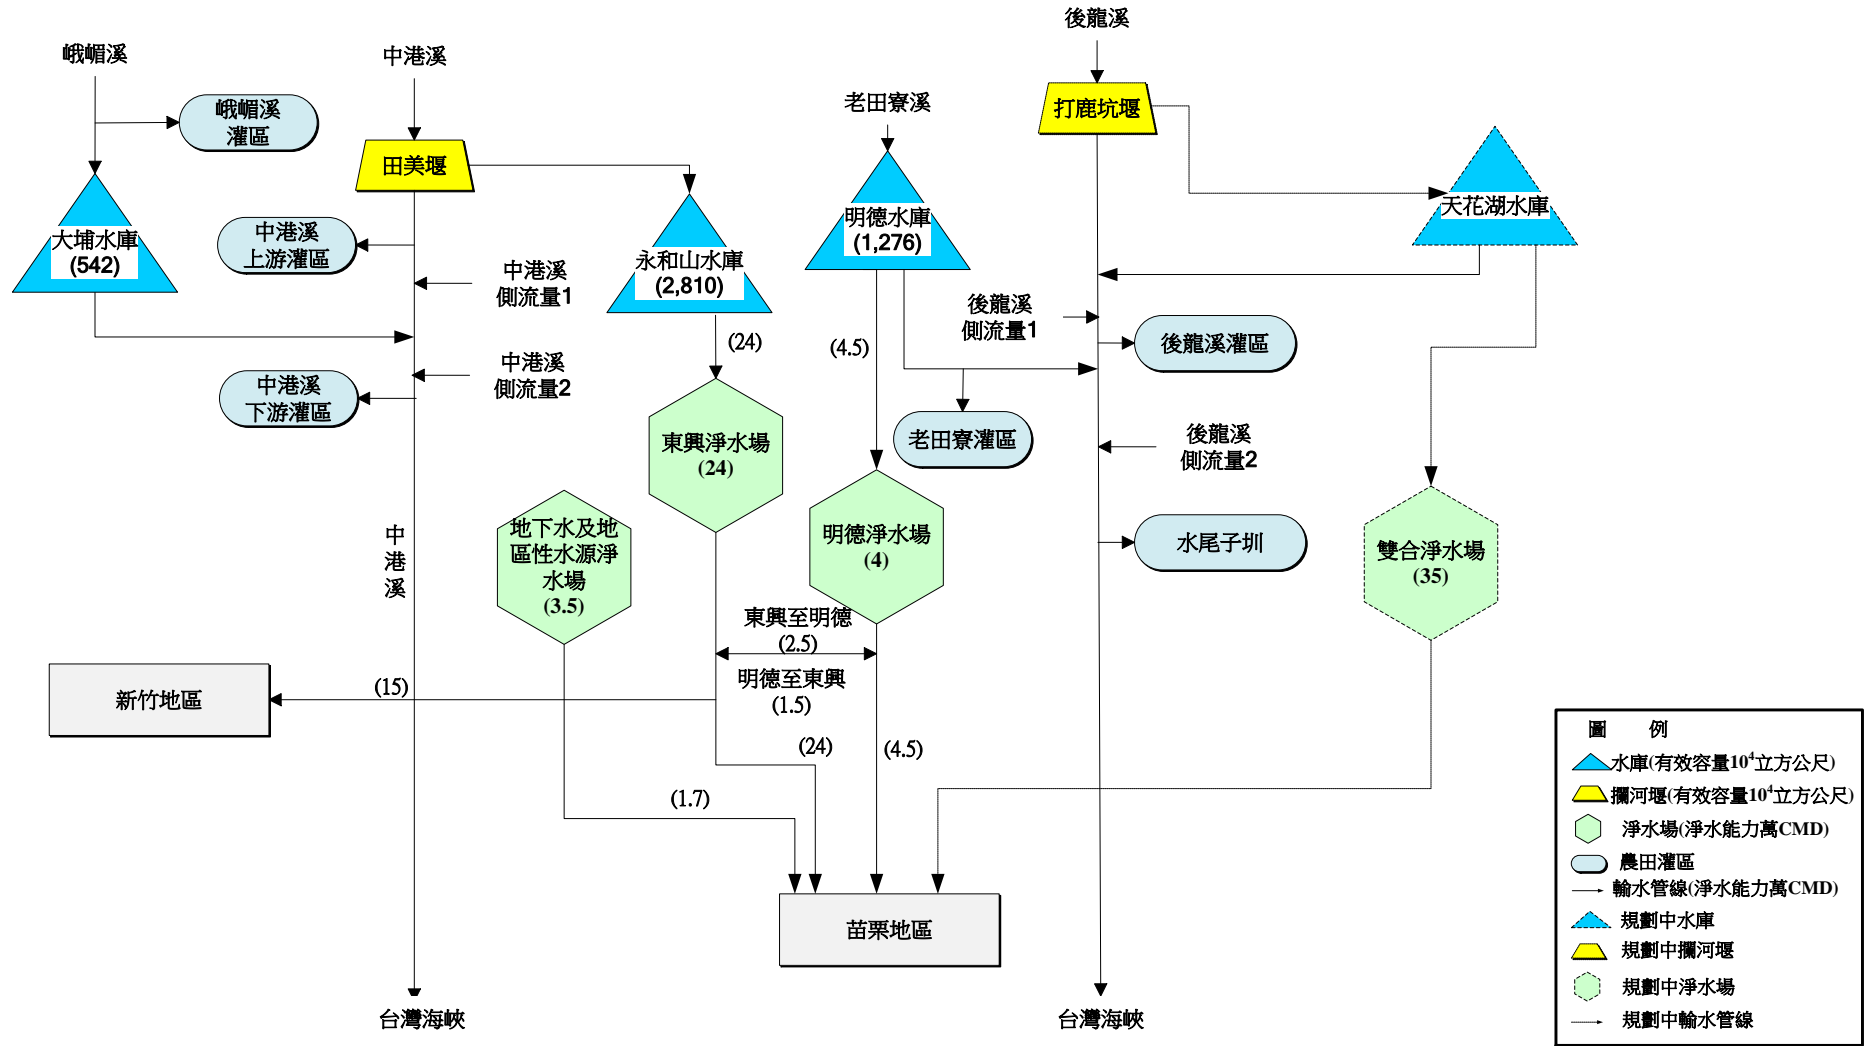 後龍溪
峨嵋溪
中港溪
峨嵋溪
灌區
老田寮溪
打鹿坑堰
田美堰
天花湖水庫
大埔水庫
(542)
中港溪
上游灌區
永和山水庫
(2,810)
明德水庫
(1,276)
中港溪
側流量1
後龍溪
側流量1
(24)
(4.5)
後龍溪灌區
中港溪
側流量2
中港溪
下游灌區
東興淨水場
(24)
老田寮灌區
後龍溪
側流量2
地下水及地
區性水源淨
水場
(3.5)
明德淨水場
(4)
水尾子圳
雙合淨水場
(35)
中
港
溪
東興至明德
(2.5)
明德至東興
(1.5)
新竹地區
(15)
(24)
(4.5)
(1.7)
苗栗地區
台灣海峽
台灣海峽
圖 例
水庫(有效容量10⁴立方公尺)
攔河堰(有效容量10⁴立方公尺)
淨水場(淨水能力萬CMD)
農田灌區
輸水管線(淨水能力萬CMD)
規劃中水庫
規劃中攔河堰
規劃中淨水場
規劃中輸水管線